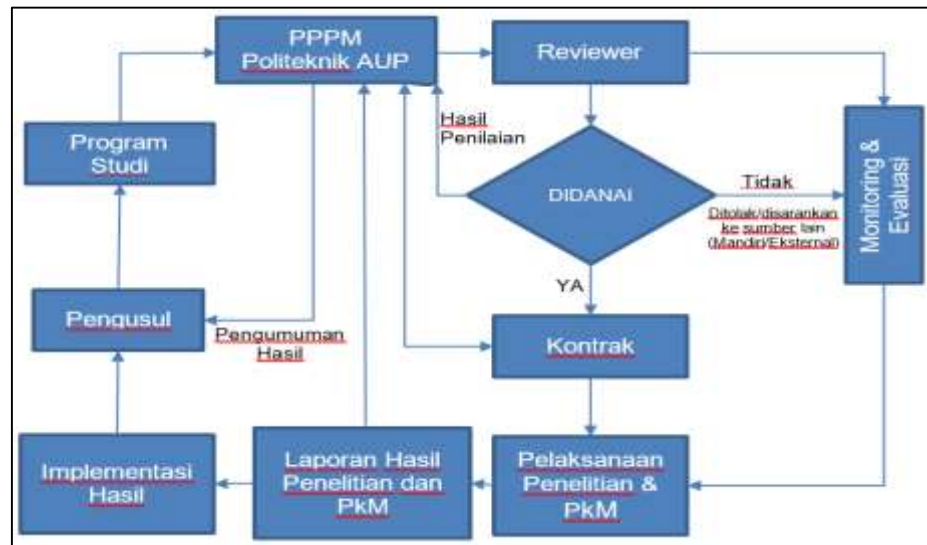 PPPM
Politeknik AUP
Reviewer
Hasil
Penilaian
Program
Studi
DIDANAI
Tidak
Ditolak/disarankan
ke sumber lain
(Mandiri/Eksternal)
Monitoring &
Evaluasi
YA
Pengusul
Pengumuman
Hasil
Kontrak
Implementasi
Hasil
Laporan Hasil
Penelitian dan
PkM
Pelaksanaan
Penelitian &
PkM